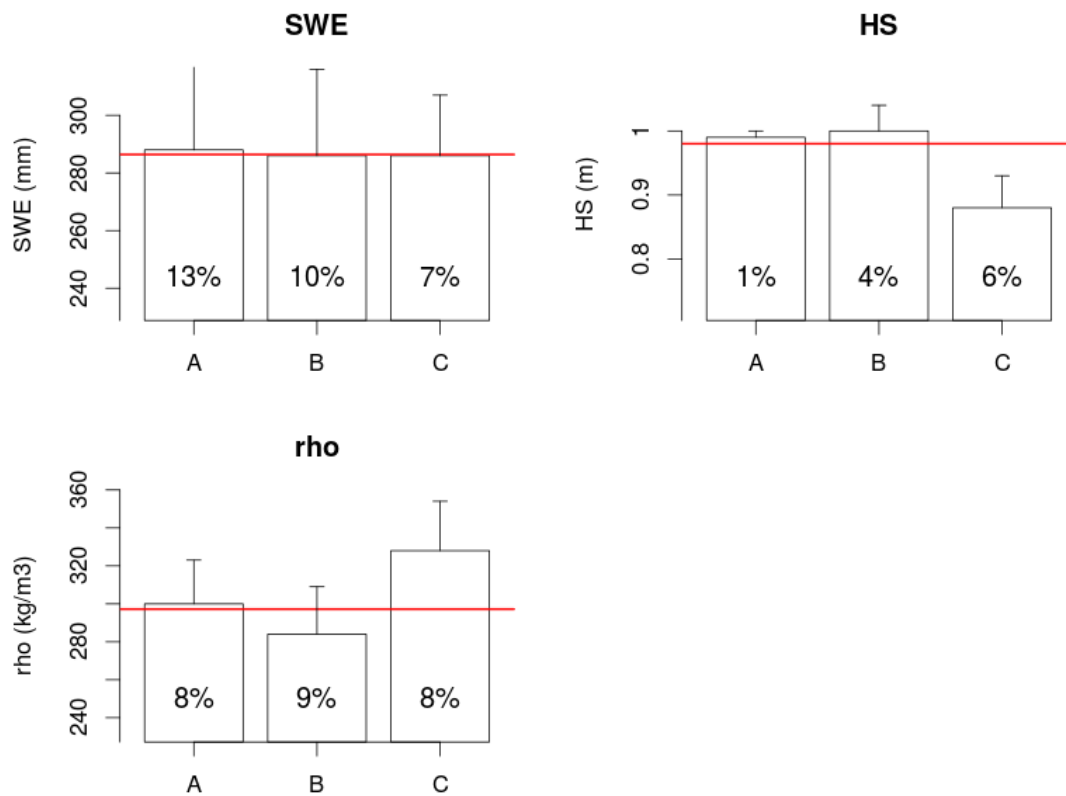 SWE
SWE (mm)
300
280
260
240
13%
10%
7%
A
B
C
HS
HS (m)
1
0.9
0.8
1%
4%
6%
A
B
C
rho
rho (kg/m3)
360
320
280
240
8%
9%
8%
A
B
C